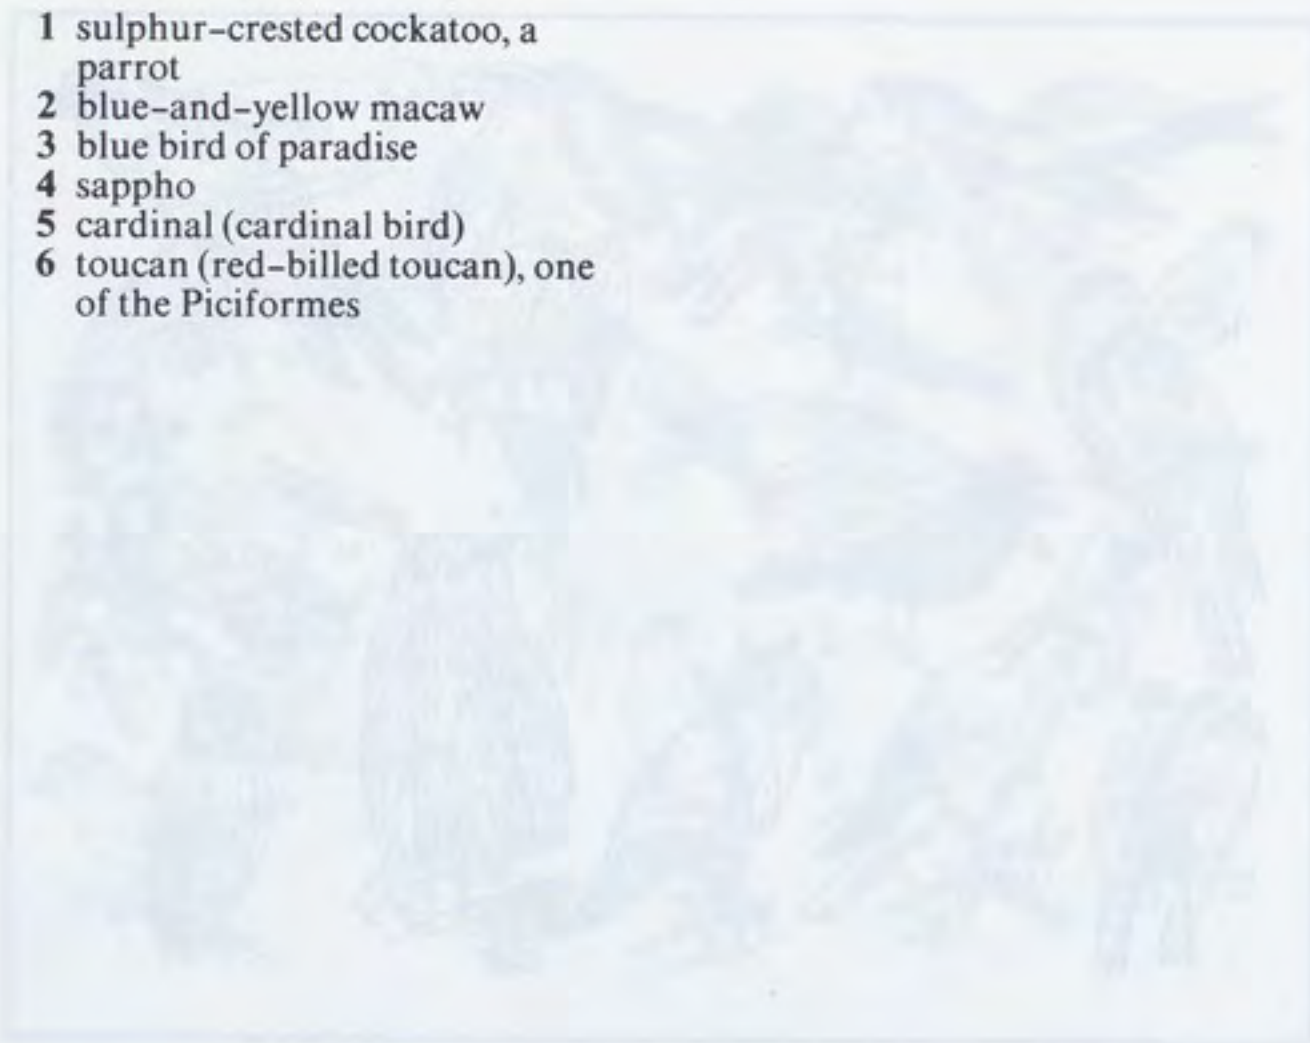 1 sulphur-crested cockatoo, a
parrot
2 blue-and-yellow macaw
3 blue bird of paradise
4 sappho
5 cardinal (cardinal bird)
6 toucan (red-billed toucan), one
of the Piciformes